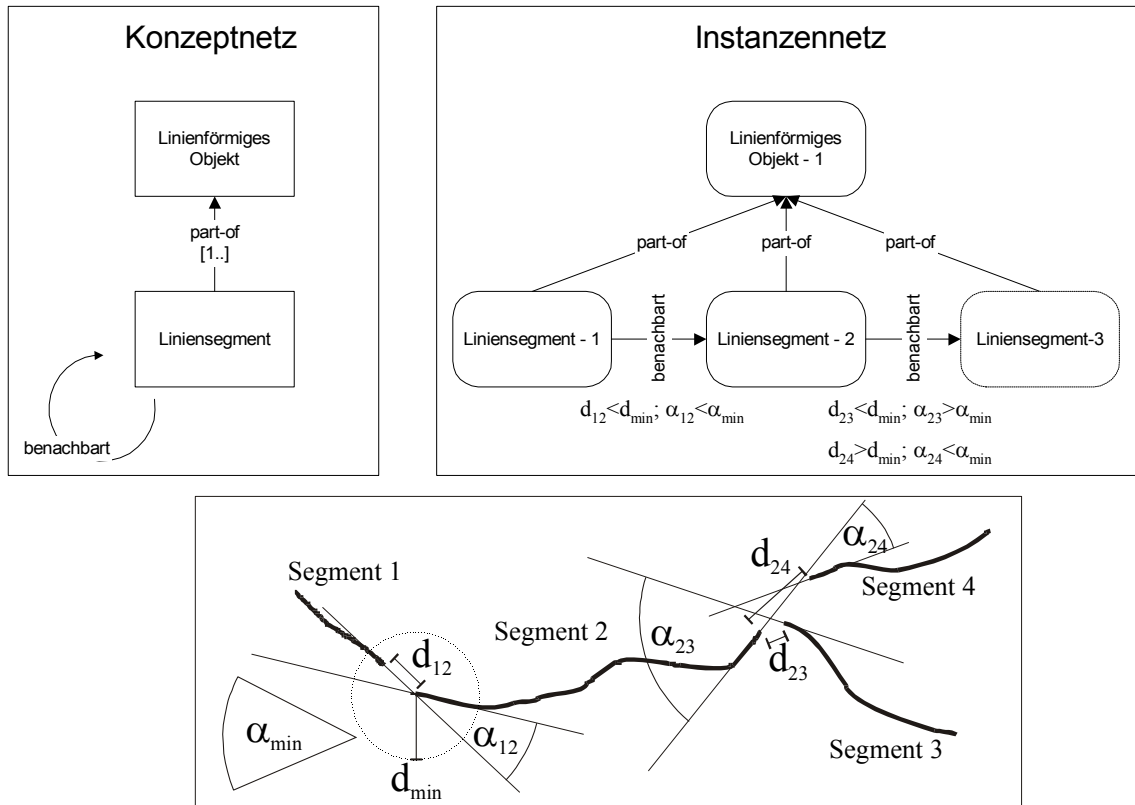 Konzeptnetz
Linienförmiges
Objekt
part-of
[1..]
Liniensegment
benachbart
Instanzennetz
Linienförmiges
Objekt - 1
part-of
part-of
part-of
Liniensegment - 1
benachbart
Liniensegment - 2
benachbart
Liniensegment-3
d12<dmin; α12<αmin
d23<dmin; α23>αmin
d24>dmin; α24<αmin
Segment 1
d12
αmin
dmin
α12
Segment 2
α23
d24
α24
Segment 4
d23
Segment 3